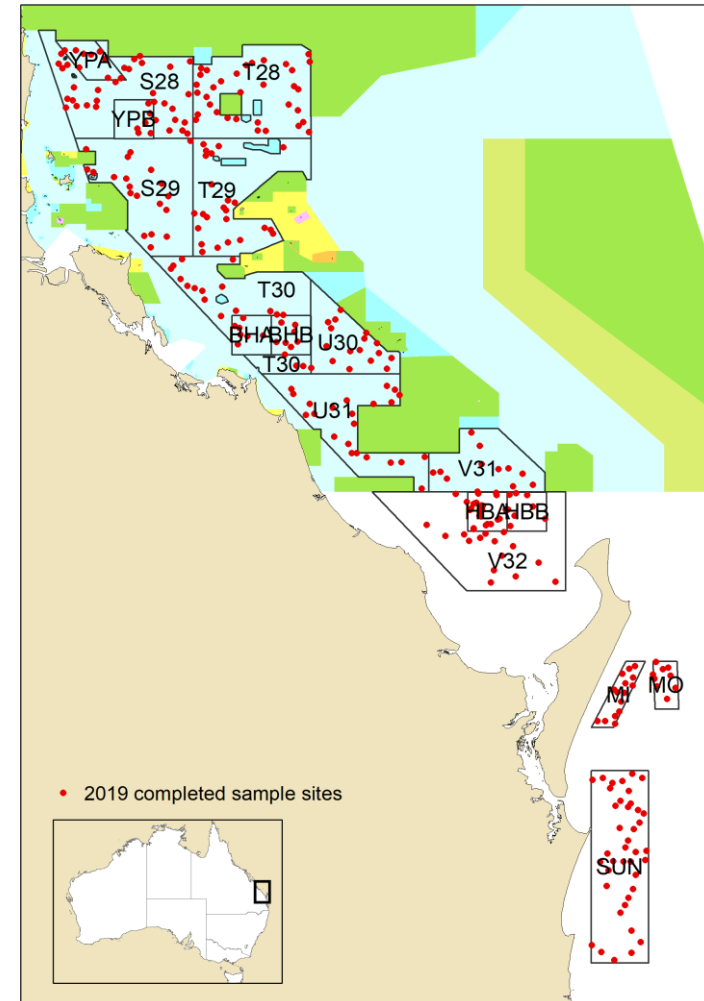 YPA
S28
T28
YPB
S29
T29
T30
BHA
BHB
U30
T30
U31
V31
HBA
HBB
V32
MI
MO
2019 completed sample sites
SUN